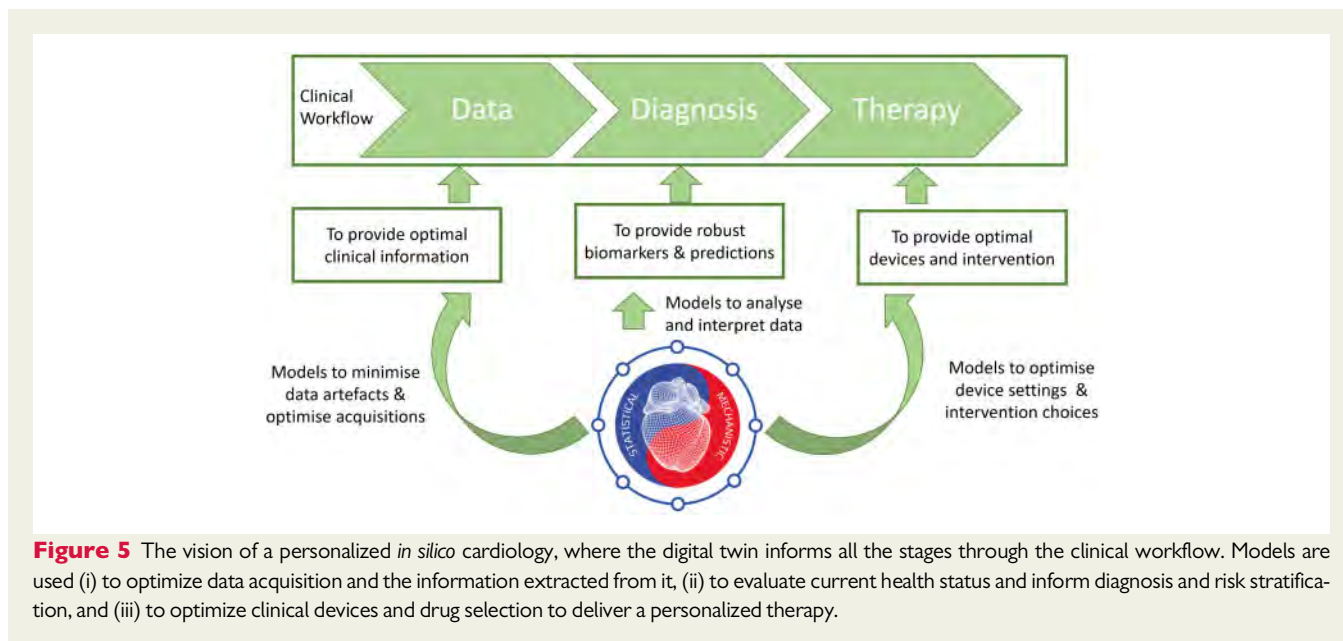 Clinical
Workflow
Data
Diagnosis
Therapy
To provide optimal
clinical information
To provide robust
biomarkers & predictions
To provide optimal
devices and intervention
Models to analyse
and interpret data
Models to minimise
data artefacts &
optimise acquisitions
STATISTICAL
MECHANISTIC
Models to optimise
device settings &
intervention choices
Figure 5 The vision of a personalized in silico cardiology, where the digital twin informs all the stages through the clinical workflow. Models are
used (i) to optimize data acquisition and the information extracted from it, (ii) to evaluate current health status and inform diagnosis and risk stratifica-
tion, and (iii) to optimize clinical devices and drug selection to deliver a personalized therapy.